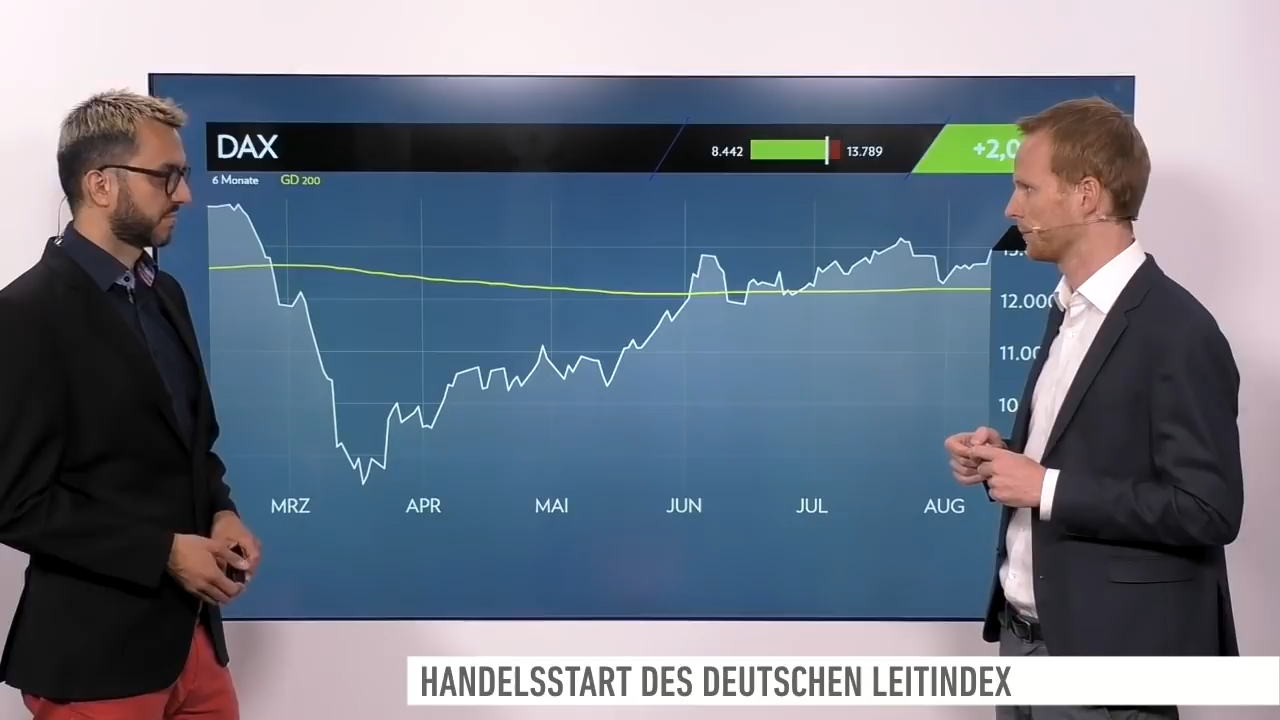 DAX
8.442
13.789
+2,0
6 Monate
GD 200
12.000
11.00
10
MRZ
APR
MAI
JUN
JUL
AUG
HANDELSSTART DES DEUTSCHEN LEITINDEX